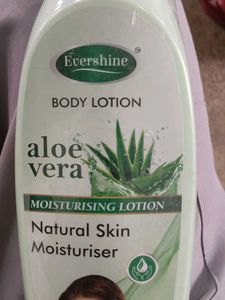 Evershine
BODY LOTION
aloe
vera
MOISTURISING LOTION
Natural Skin
Moisturiser